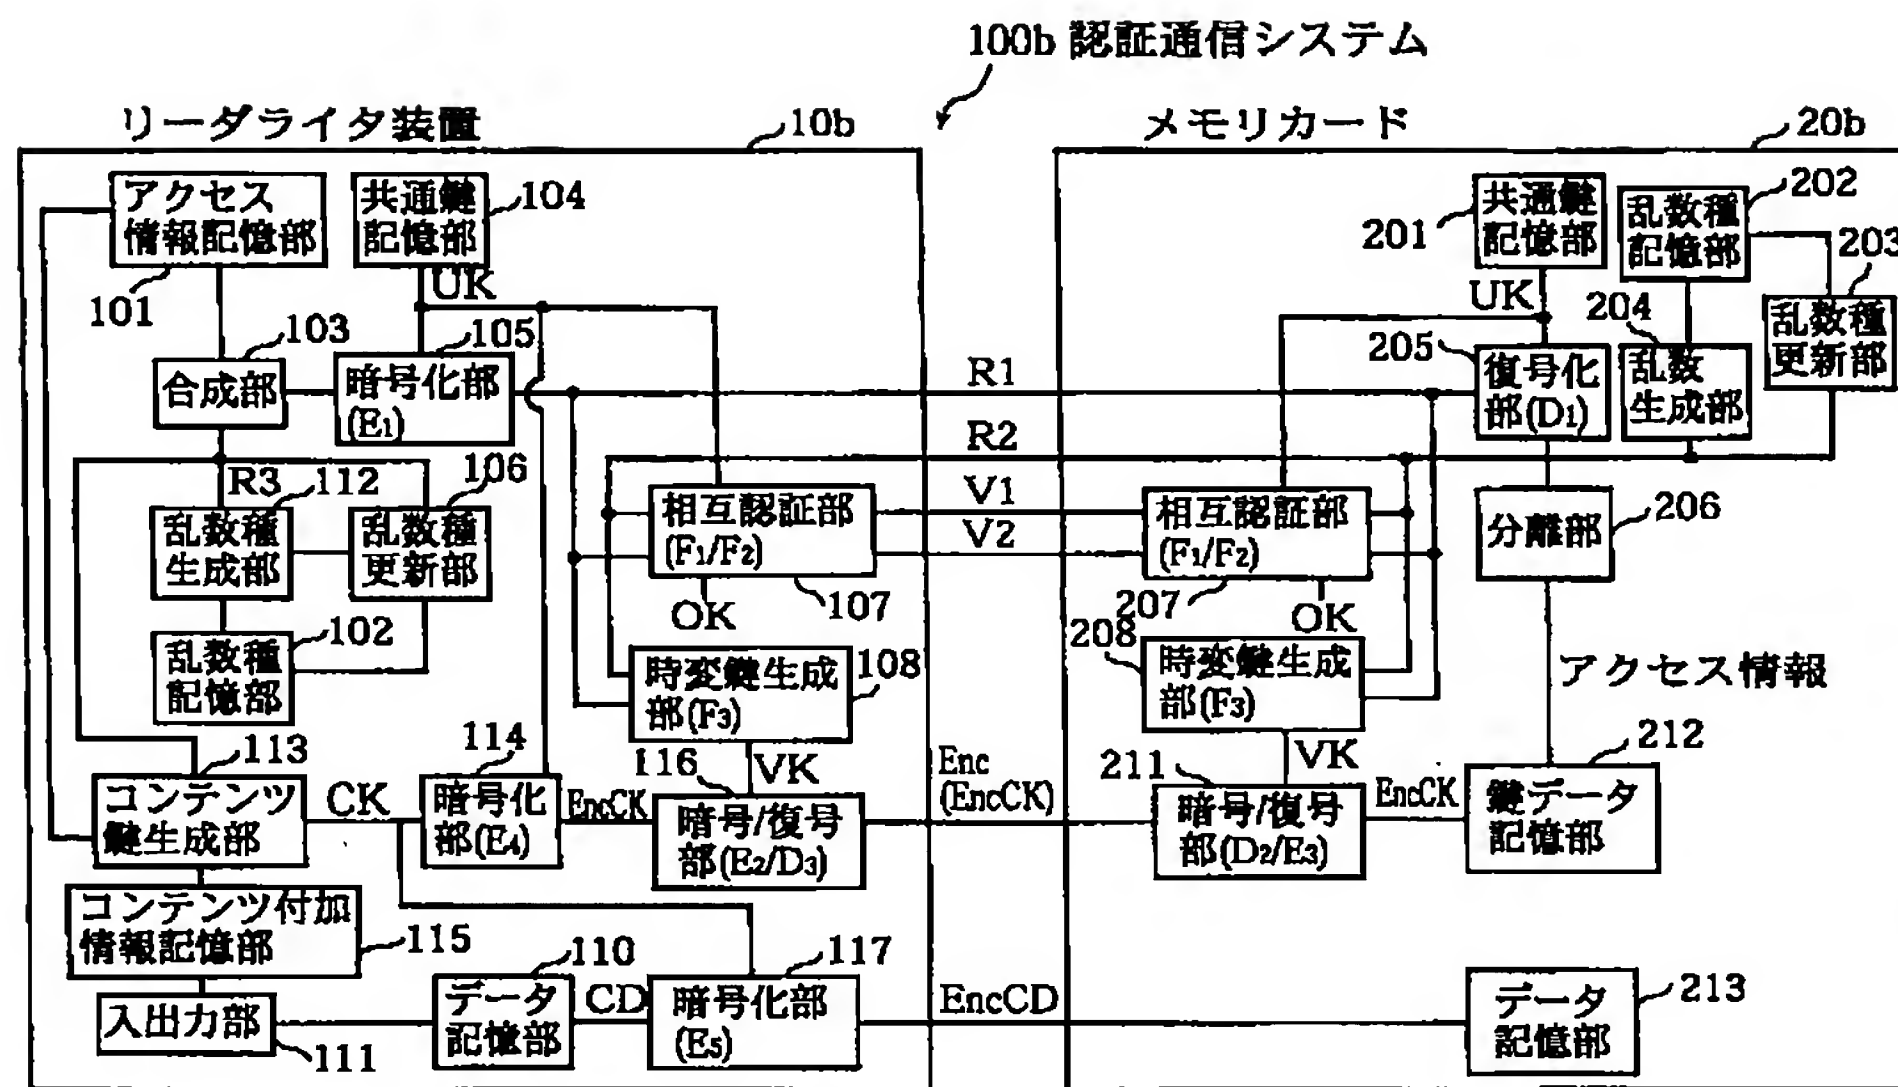 100b 認証通信システム
リーダライタ装置
10b
メモリカード
20b
アクセス
情報記憶部
101
共通鍵
記憶部
104
UK
103
合成部
105
暗号化部
(E1)
R3
112
106
乱数種
生成部
乱数種
更新部
102
乱数種
記憶部
相互認証部
(F1/F2)
107
OK
時変鍵生成
部(F3)
108
VK
113
コンテンツ
鍵生成部
CK
114
暗号化
部(E4)
EncCK
116
暗号/復号
部(E2/D3)
コンテンツ付加
情報記憶部
115
入出力部
111
110
データ
記憶部
CD
117
暗号化部
(E5)
R1
R2
V1
V2
Enc
(EncCK)
EncCD
201
共通鍵
記憶部
UK
202
乱数種
記憶部
203
乱数種
更新部
204
乱数
生成部
205
復号化
部(D1)
206
分離部
相互認証部
(F1/F2)
207
OK
208
時変鍵生成
部(F3)
VK
アクセス情報
211
暗号/復号
部(D2/E3)
EncCK
212
鍵データ
記憶部
データ
記憶部
213